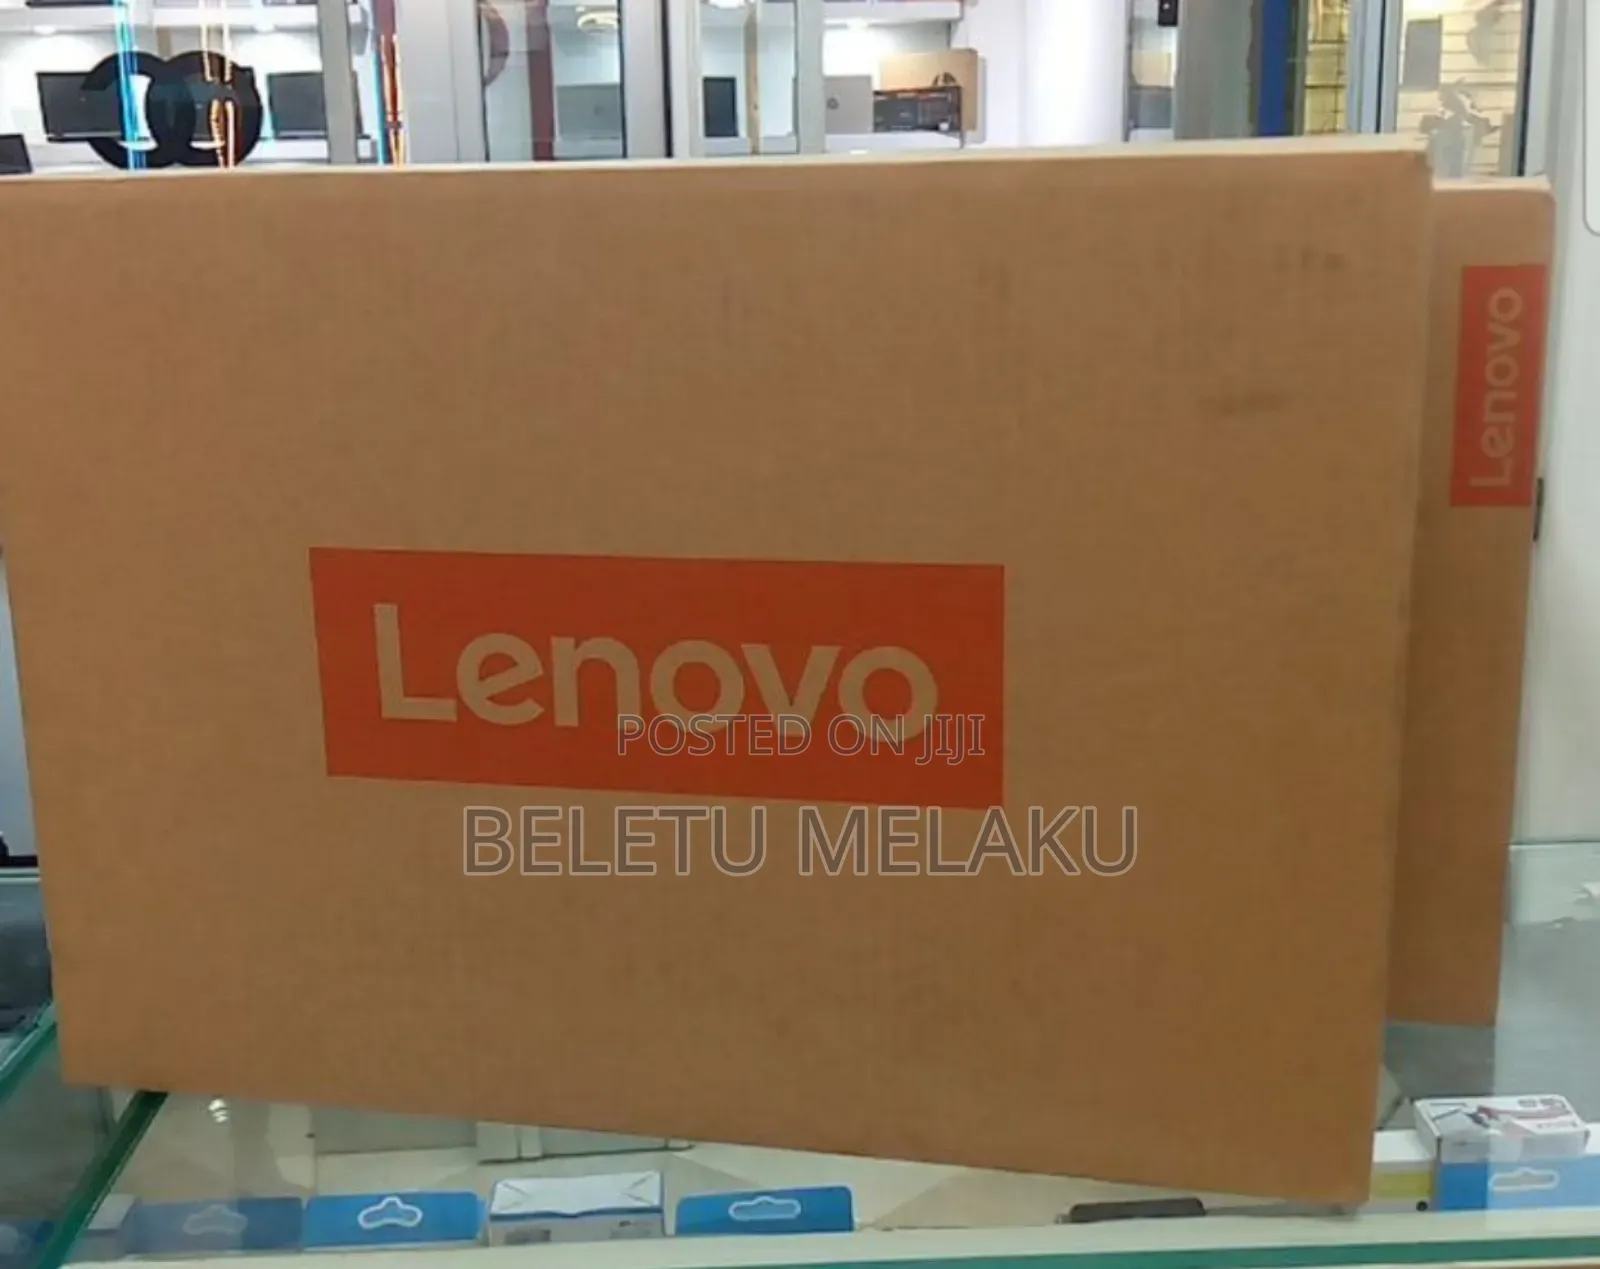 Lenovo
Lenovo
POSTED ON JIJI
BELETU MELAKU